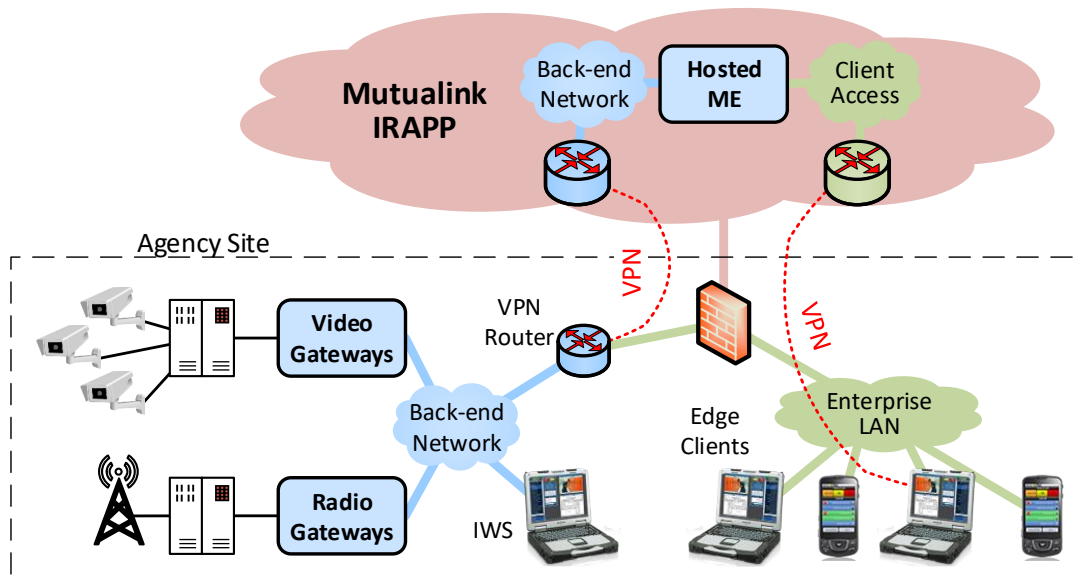 Mutualink
IRAPP
Back-end
Network
Hosted
ME
Client
Access
Agency Site
VPN
VPN
Video
Gateways
VPN
Router
Back-end
Network
Enterprise
LAN
Edge
Clients
Radio
Gateways
IWS